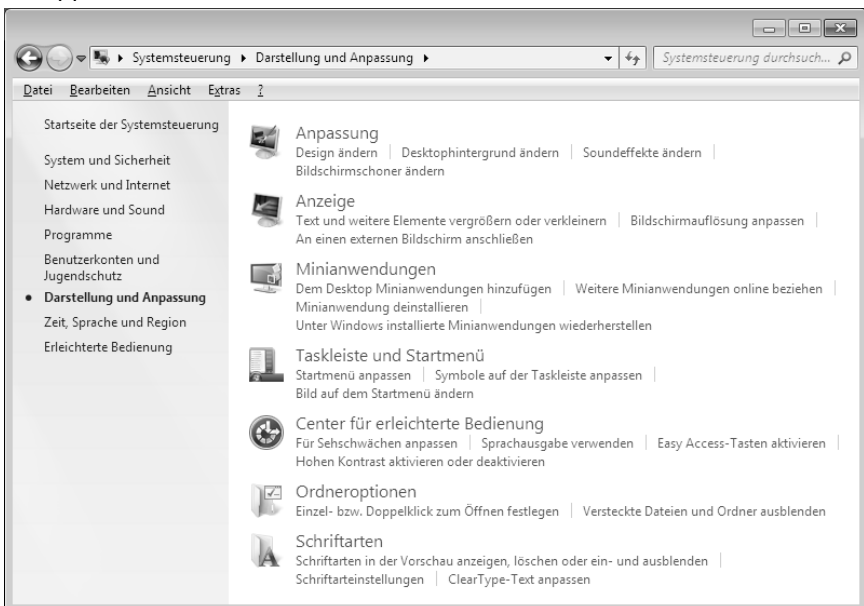 Systemsteuerung ▸ Darstellung und Anpassung ▸
Systemsteuerung durchsuch...
Datei Bearbeiten Ansicht Extras ?
Startseite der Systemsteuerung
System und Sicherheit
Netzwerk und Internet
Hardware und Sound
Programme
Benutzerkonten und
Jugendschutz
• Darstellung und Anpassung
Zeit, Sprache und Region
Erleichterte Bedienung
Anpassung
Design ändern | Desktophintergrund ändern | Soundeffekte ändern |
Bildschirmschoner ändern
Anzeige
Text und weitere Elemente vergrößern oder verkleinern | Bildschirmauflösung anpassen |
An einen externen Bildschirm anschließen
Minianwendungen
Dem Desktop Minianwendungen hinzufügen | Weitere Minianwendungen online beziehen |
Minianwendung deinstallieren |
Unter Windows installierte Minianwendungen wiederherstellen
Taskleiste und Startmenü
Startmenü anpassen | Symbole auf der Taskleiste anpassen |
Bild auf dem Startmenü ändern
Center für erleichterte Bedienung
Für Sehschwächen anpassen | Sprachausgabe verwenden | Easy Access-Tasten aktivieren |
Hohen Kontrast aktivieren oder deaktivieren
Ordneroptionen
Einzel- bzw. Doppelklick zum Öffnen festlegen | Versteckte Dateien und Ordner ausblenden
Schriftarten
Schriftarten in der Vorschau anzeigen, löschen oder ein- und ausblenden |
Schriftarteinstellungen | ClearType-Text anpassen